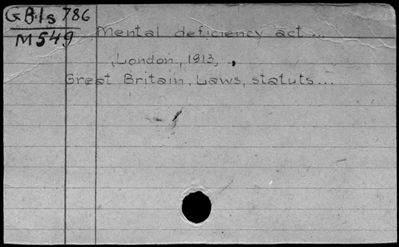 GB1s 786
M549
Mental deficiency act...
, London, 1913, ,
Great Britain, Laws, statuts...